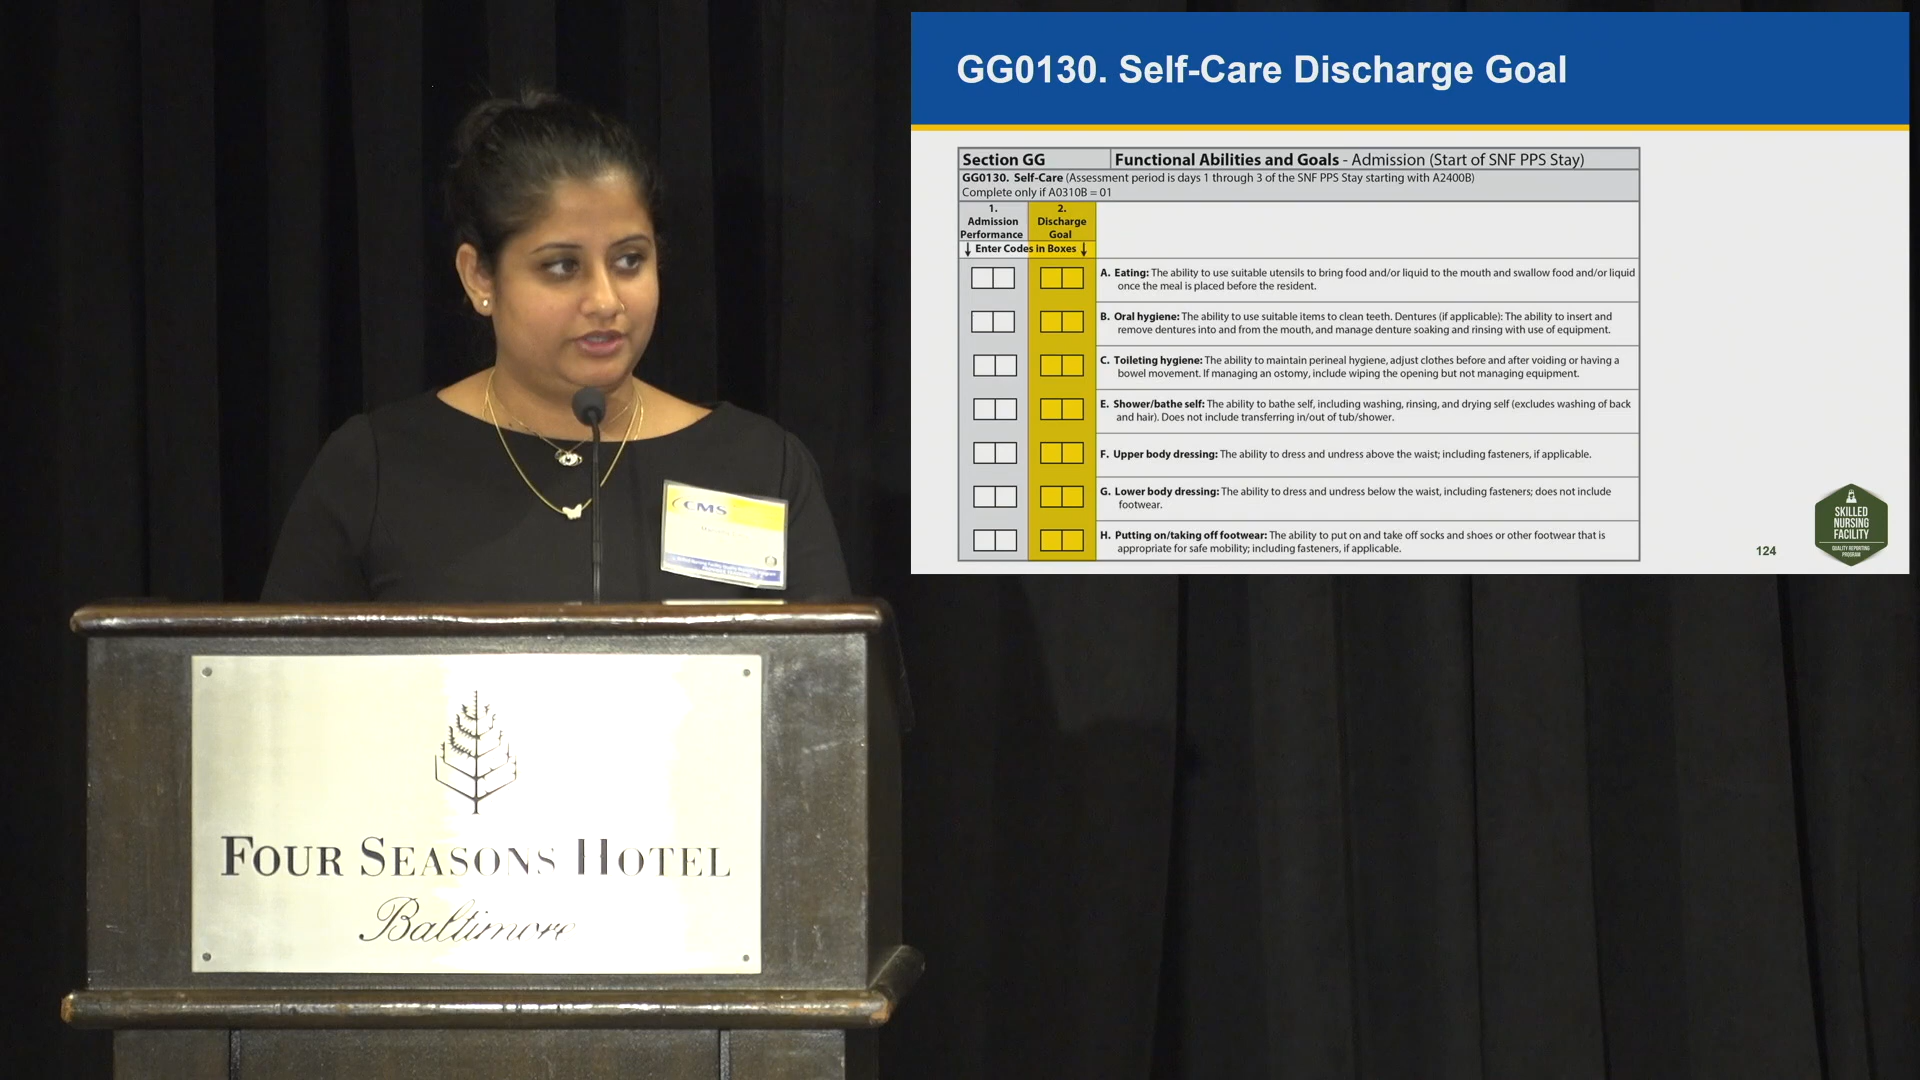 GG0130. Self-Care Discharge Goal
Section GG
Functional Abilities and Goals - Admission (Start of SNF PPS Stay)
GG0130. Self-Care (Assessment period is days 1 through 3 of the SNF PPS Stay starting with A2400B)
Complete only if A0310B = 01
1.
Admission
Performance
2.
Discharge
Goal
↓ Enter Codes in Boxes ↓
A. Eating: The ability to use suitable utensils to bring food and/or liquid to the mouth and swallow food and/or liquid
once the meal is placed before the resident.
B. Oral hygiene: The ability to use suitable items to clean teeth. Dentures (if applicable): The ability to insert and
remove dentures into and from the mouth, and manage denture soaking and rinsing with use of equipment.
C. Toileting hygiene: The ability to maintain perineal hygiene, adjust clothes before and after voiding or having a
bowel movement. If managing an ostomy, include wiping the opening but not managing equipment.
E. Shower/bathe self: The ability to bathe self, including washing, rinsing, and drying self (excludes washing of back
and hair). Does not include transferring in/out of tub/shower.
F. Upper body dressing: The ability to dress and undress above the waist; including fasteners, if applicable.
G. Lower body dressing: The ability to dress and undress below the waist, including fasteners; does not include
footwear.
H. Putting on/taking off footwear: The ability to put on and take off socks and shoes or other footwear that is
appropriate for safe mobility; including fasteners, if applicable.
124
SKILLED
NURSING
FACILITY
QUALITY REPORTING
PROGRAM
CMS
FOUR SEASONS HOTEL
Baltimore